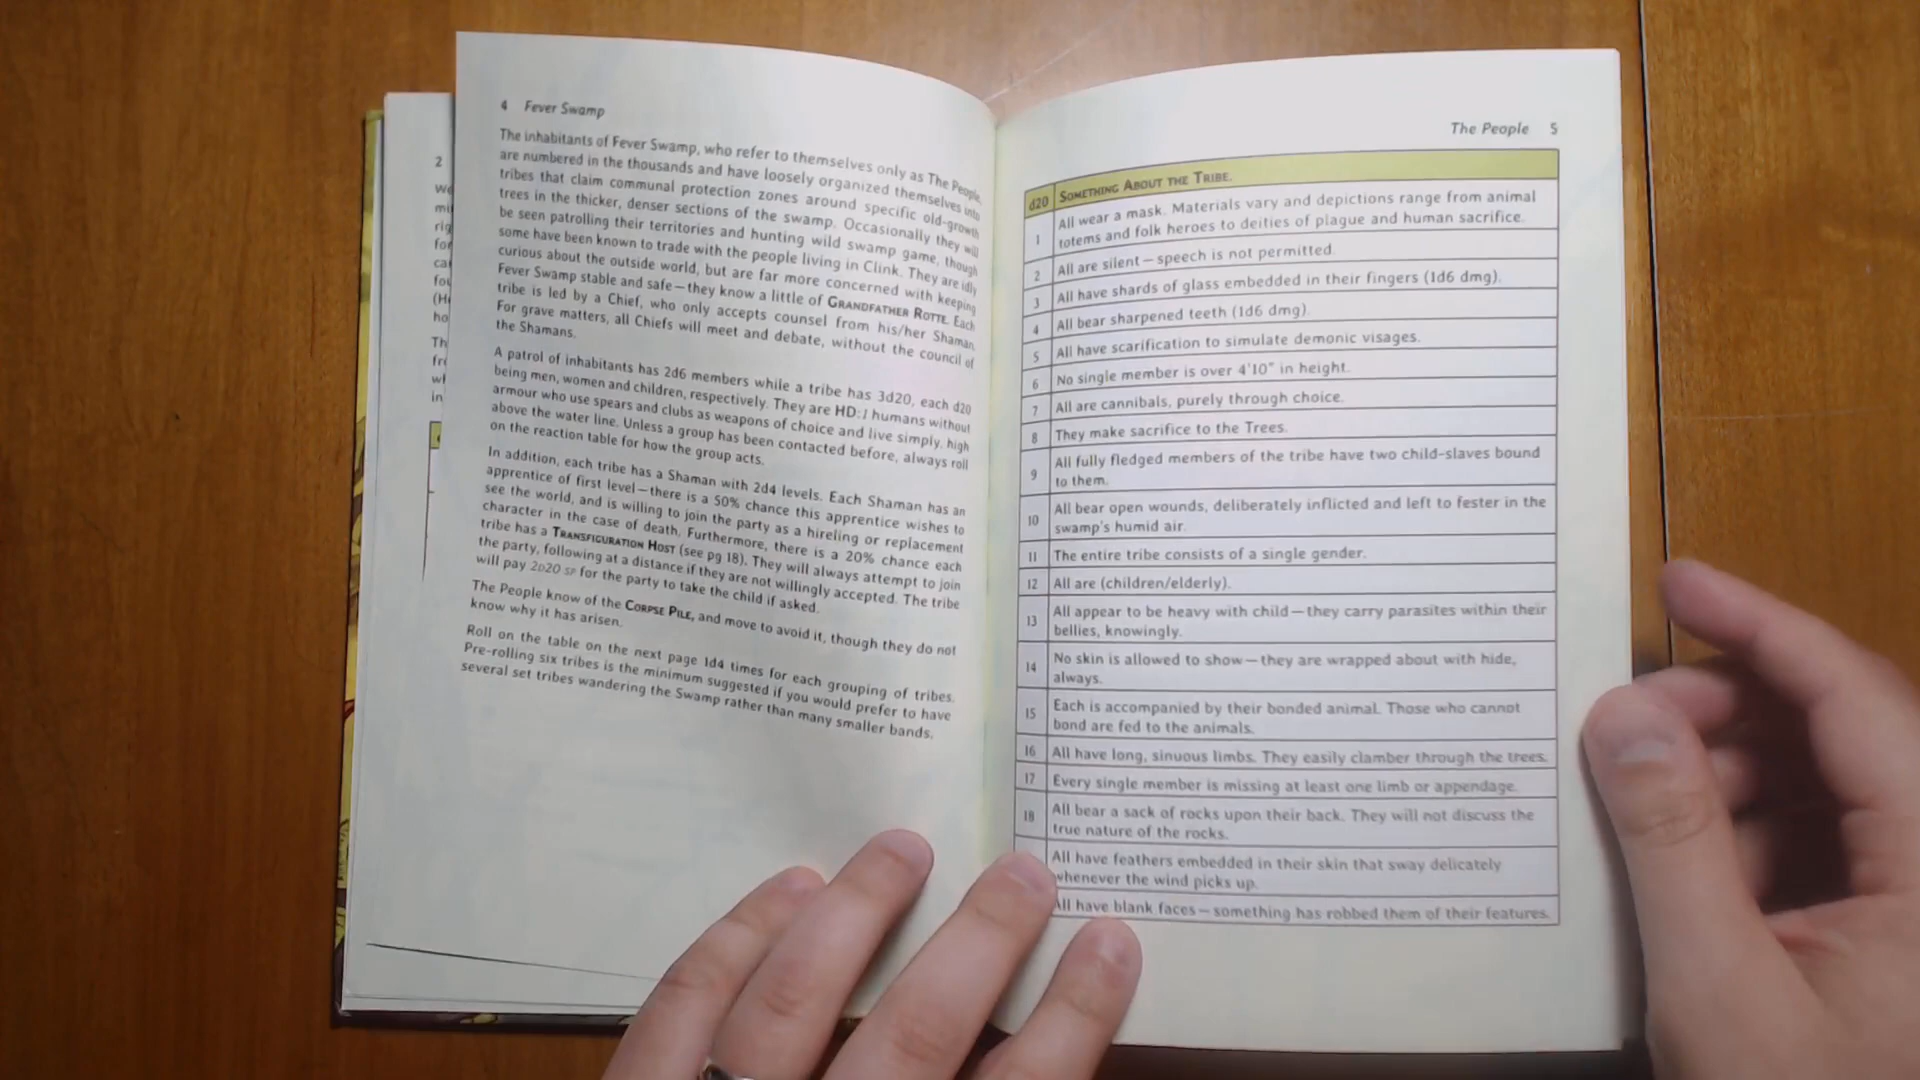 4 Fever Swamp
The inhabitants of Fever Swamp, who refer to themselves only as The People,
are numbered in the thousands and have loosely organized themselves into
tribes that claim communal protection zones around specific old-growth
trees in the thicker, denser sections of the swamp. Occasionally they will
be seen patrolling their territories and hunting wild swamp game, though
some have been known to trade with the people living in Clink. They are idly
curious about the outside world, but are far more concerned with keeping
Fever Swamp stable and safe—they know a little of GRANDFATHER ROTTE. Each
tribe is led by a Chief, who only accepts counsel from his/her Shaman.
For grave matters, all Chiefs will meet and debate, without the council of
the Shamans.
A patrol of inhabitants has 2d6 members while a tribe has 3d20, each d20
being men, women and children, respectively. They are HD:1 humans without
armour who use spears and clubs as weapons of choice and live simply, high
above the water line. Unless a group has been contacted before, always roll
on the reaction table for how the group acts.
In addition, each tribe has a Shaman with 2d4 levels. Each Shaman has an
apprentice of first level—there is a 50% chance this apprentice wishes to
see the world, and is willing to join the party as a hireling or replacement
character in the case of death. Furthermore, there is a 20% chance each
tribe has a TRANSFIGURATION HOST (see pg 18). They will always attempt to join
the party, following at a distance if they are not willingly accepted. The tribe
will pay 2D20 SP for the party to take the child if asked.
The People know of the CORPSE PILE, and move to avoid it, though they do not
know why it has arisen.
Roll on the table on the next page 1d4 times for each grouping of tribes.
Pre-rolling six tribes is the minimum suggested if you would prefer to have
several set tribes wandering the Swamp rather than many smaller bands.
2
The People 5
d20 SOMETHING ABOUT THE TRIBE.
1 All wear a mask. Materials vary and depictions range from animal
totems and folk heroes to deities of plague and human sacrifice.
2 All are silent—speech is not permitted.
3 All have shards of glass embedded in their fingers (1d6 dmg).
4 All bear sharpened teeth (1d6 dmg).
5 All have scarification to simulate demonic visages.
6 No single member is over 4'10" in height.
7 All are cannibals, purely through choice.
8 They make sacrifice to the Trees.
9 All fully fledged members of the tribe have two child-slaves bound
to them.
10 All bear open wounds, deliberately inflicted and left to fester in the
swamp's humid air.
11 The entire tribe consists of a single gender.
12 All are (children/elderly).
13 All appear to be heavy with child—they carry parasites within their
bellies, knowingly.
14 No skin is allowed to show—they are wrapped about with hide,
always.
15 Each is accompanied by their bonded animal. Those who cannot
bond are fed to the animals.
16 All have long, sinuous limbs. They easily clamber through the trees.
17 Every single member is missing at least one limb or appendage.
18 All bear a sack of rocks upon their back. They will not discuss the
true nature of the rocks.
All have feathers embedded in their skin that sway delicately
whenever the wind picks up.
All have blank faces—something has robbed them of their features.